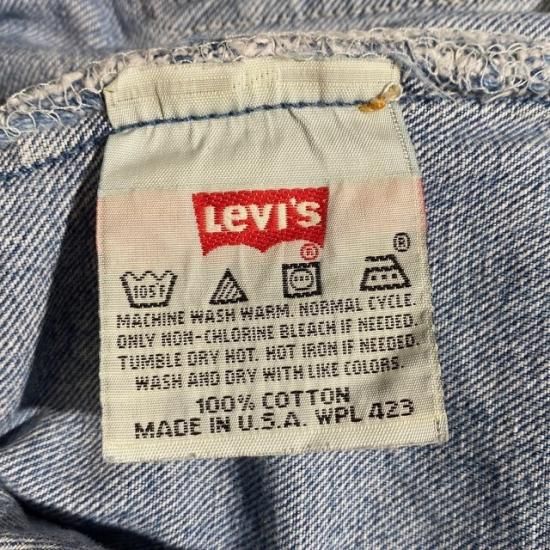 Levi's
®
®
105°F
MACHINE WASH WARM. NORMAL CYCLE.
ONLY NON-CHLORINE BLEACH IF NEEDED.
TUMBLE DRY HOT. HOT IRON IF NEEDED.
WASH AND DRY WITH LIKE COLORS.
100% COTTON
MADE IN U.S.A. WPL 423